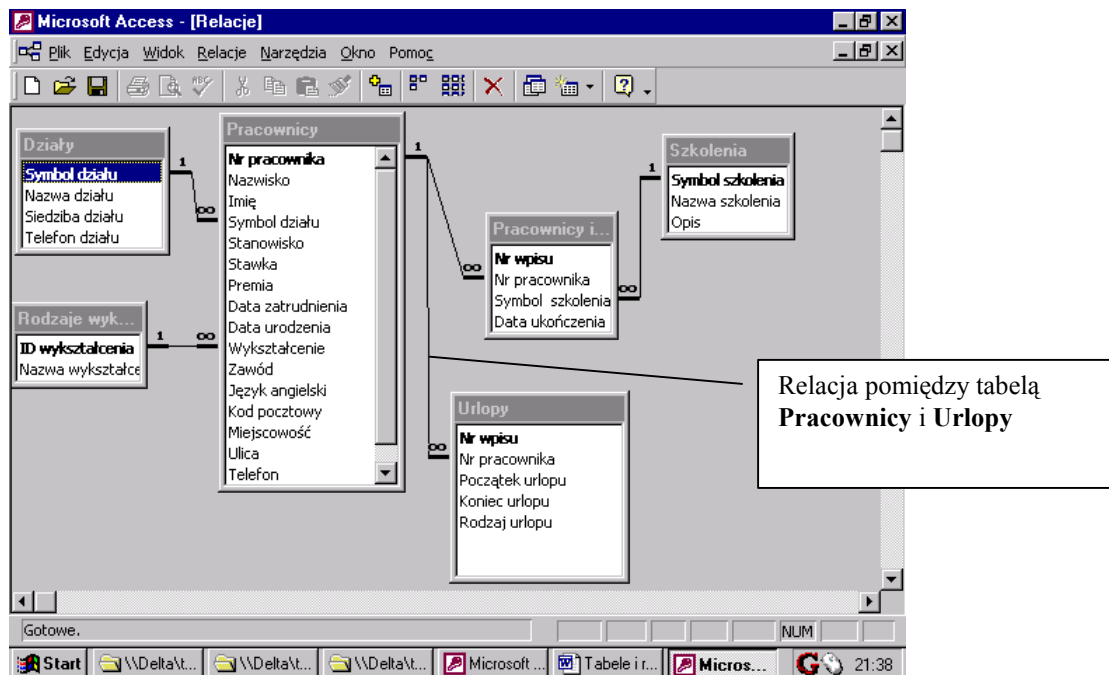 Microsoft Access - [Relacje]
Plik Edycja Widok Relacje Narzędzia Okno Pomoc
Działy
Symbol działu
Nazwa działu
Siedziba działu
Telefon działu
1
∞
Rodzaje wyk...
ID wykształcenia
Nazwa wykształce
1
∞
Pracownicy
Nr pracownika
Nazwisko
Imię
Symbol działu
Stanowisko
Stawka
Premia
Data zatrudnienia
Data urodzenia
Wykształcenie
Zawód
Język angielski
Kod pocztowy
Miejscowość
Ulica
Telefon
1
∞
Pracownicy i...
Nr wpisu
Nr pracownika
Symbol szkolenia
Data ukończenia
∞
1
Szkolenia
Symbol szkolenia
Nazwa szkolenia
Opis
∞
Urlopy
Nr wpisu
Nr pracownika
Początek urlopu
Koniec urlopu
Rodzaj urlopu
Relacja pomiędzy tabelą
Pracownicy i Urlopy
Gotowe.
NUM
Start \\Delta\t... \\Delta\t... \\Delta\t... Microsoft ... Tabele i r... Micros... G 21:38